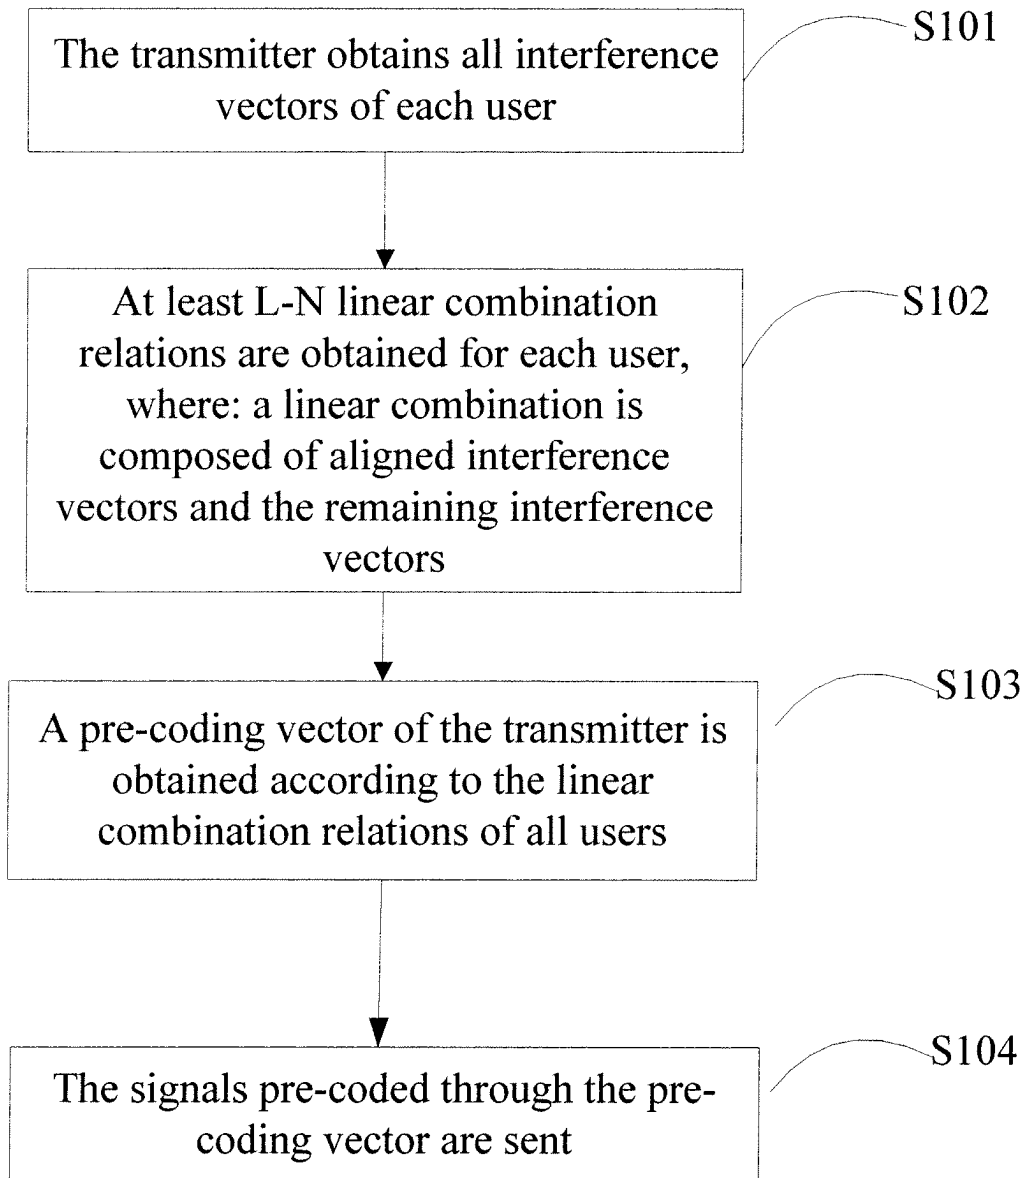 S101
The transmitter obtains all interference
vectors of each user
S102
At least L-N linear combination
relations are obtained for each user,
where: a linear combination is
composed of aligned interference
vectors and the remaining interference
vectors
S103
A pre-coding vector of the transmitter is
obtained according to the linear
combination relations of all users
S104
The signals pre-coded through the pre-
coding vector are sent